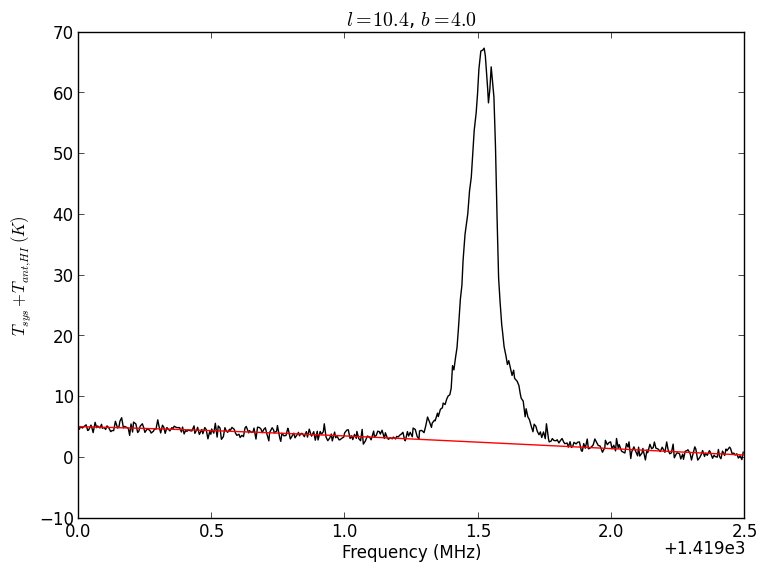 l = 10.4, b = 4.0
70
60
50
40
30
20
10
0
−10
T_sys + T_ant,HI (K)
0.0 0.5 1.0 1.5 2.0 2.5
Frequency (MHz)
+1.419e3